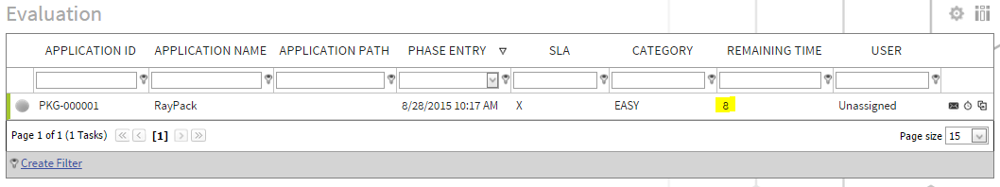 Evaluation
APPLICATION ID APPLICATION NAME APPLICATION PATH PHASE ENTRY SLA CATEGORY REMAINING TIME USER
PKG-000001 RayPack 8/28/2015 10:17 AM X EASY 8 Unassigned
Page 1 of 1 (1 Tasks) [1] Page size 15
Create Filter